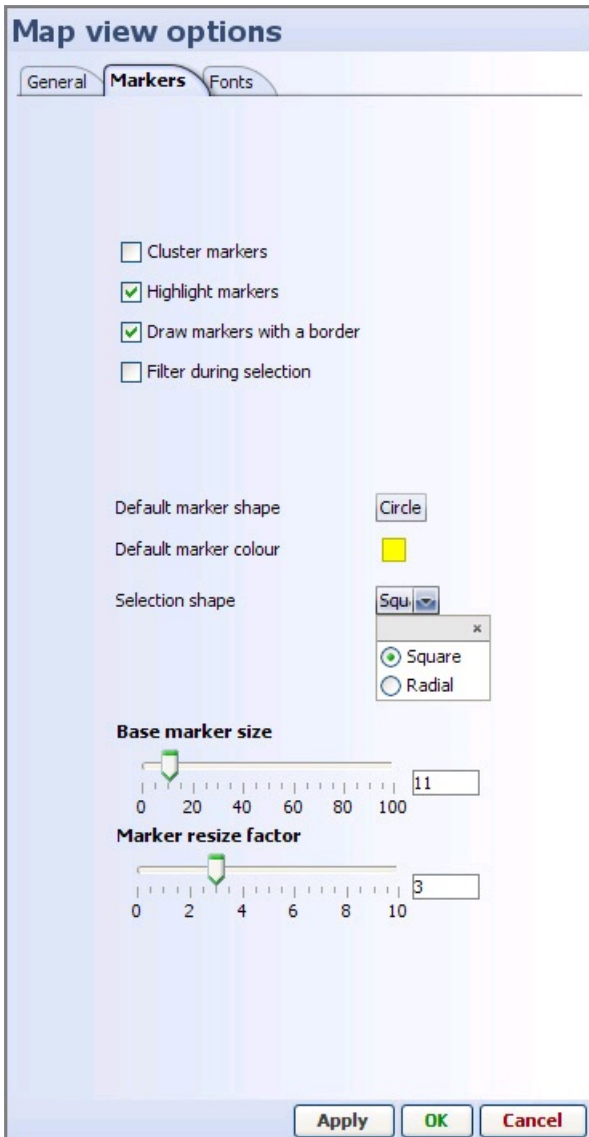 Map view options
General Markers Fonts
Cluster markers
Highlight markers
Draw markers with a border
Filter during selection
Default marker shape Circle
Default marker colour
Selection shape Squ
×
Square
Radial
Base marker size
11
0 20 40 60 80 100
Marker resize factor
3
0 2 4 6 8 10
Apply OK Cancel